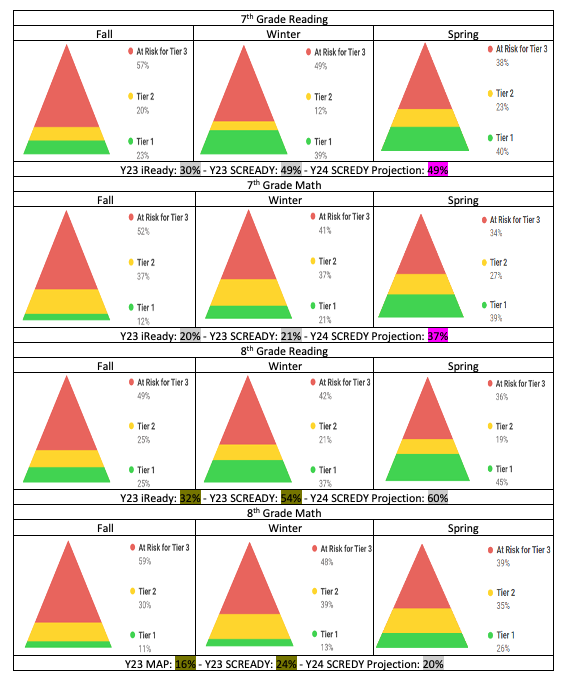 7th Grade Reading
Fall Winter Spring
At Risk for Tier 3 At Risk for Tier 3 At Risk for Tier 3
57% 49% 38%
Tier 2 Tier 2 Tier 2
20% 12% 23%
Tier 1 Tier 1 Tier 1
23% 39% 40%
Y23 iReady: 30% - Y23 SCREADY: 49% - Y24 SCREDY Projection: 49%
7th Grade Math
Fall Winter Spring
At Risk for Tier 3 At Risk for Tier 3 At Risk for Tier 3
52% 41% 34%
Tier 2 Tier 2 Tier 2
37% 37% 27%
Tier 1 Tier 1 Tier 1
12% 21% 39%
Y23 iReady: 20% - Y23 SCREADY: 21% - Y24 SCREDY Projection: 37%
8th Grade Reading
Fall Winter Spring
At Risk for Tier 3 At Risk for Tier 3 At Risk for Tier 3
49% 42% 36%
Tier 2 Tier 2 Tier 2
25% 21% 19%
Tier 1 Tier 1 Tier 1
25% 37% 45%
Y23 iReady: 32% - Y23 SCREADY: 54% - Y24 SCREDY Projection: 60%
8th Grade Math
Fall Winter Spring
At Risk for Tier 3 At Risk for Tier 3 At Risk for Tier 3
59% 48% 39%
Tier 2 Tier 2 Tier 2
30% 39% 35%
Tier 1 Tier 1 Tier 1
11% 13% 26%
Y23 MAP: 16% - Y23 SCREADY: 24% - Y24 SCREDY Projection: 20%